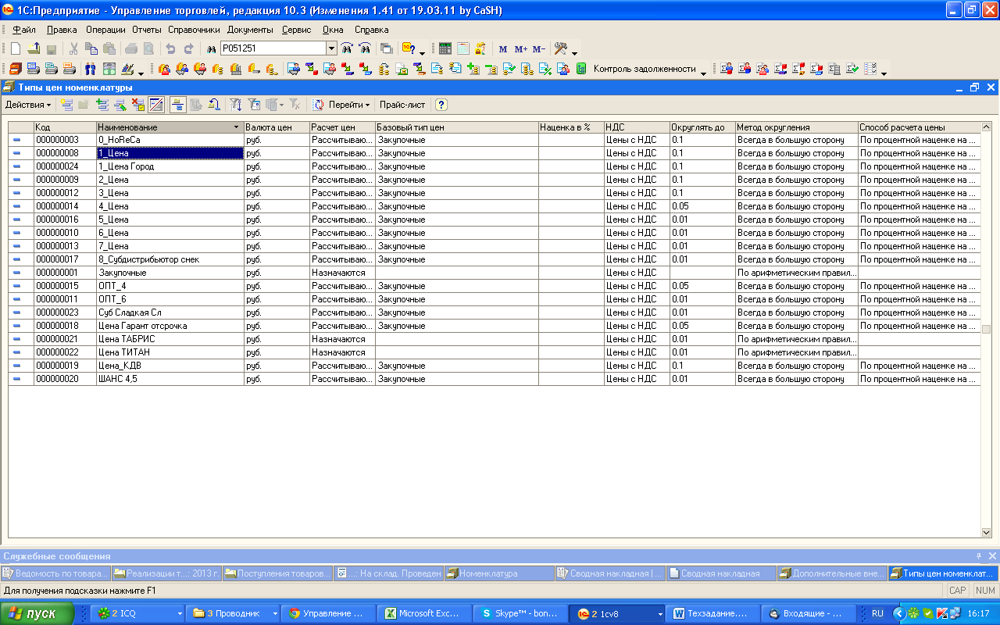 1С:Предприятие - Управление торговлей, редакция 10.3 (Изменения 1.41 от 19.03.11 by CaSH)
Файл Правка Операции Отчеты Справочники Документы Сервис Окна Справка
P051251 M M+ M-
Контроль задолженности
Типы цен номенклатуры
Действия Перейти Прайс-лист ?
Код Наименование Валюта цен Расчет цен Базовый тип цен Наценка в % НДС Округлять до Метод округления Способ расчета цены
000000003 0_HoReCa руб. Рассчитываю... Закупочные Цены с НДС 0.1 Всегда в большую сторону По процентной наценке на ...
000000008 1_Цена руб. Рассчитываю... Закупочные Цены с НДС 0.1 Всегда в большую сторону По процентной наценке на ...
000000024 1_Цена Город руб. Рассчитываю... Закупочные Цены с НДС 0.1 Всегда в большую сторону По процентной наценке на ...
000000009 2_Цена руб. Рассчитываю... Закупочные Цены с НДС 0.1 Всегда в большую сторону По процентной наценке на ...
000000012 3_Цена руб. Рассчитываю... Закупочные Цены с НДС 0.1 Всегда в большую сторону По процентной наценке на ...
000000014 4_Цена руб. Рассчитываю... Закупочные Цены с НДС 0.05 Всегда в большую сторону По процентной наценке на ...
000000016 5_Цена руб. Рассчитываю... Закупочные Цены с НДС 0.01 Всегда в большую сторону По процентной наценке на ...
000000010 6_Цена руб. Рассчитываю... Закупочные Цены с НДС 0.01 Всегда в большую сторону По процентной наценке на ...
000000013 7_Цена руб. Рассчитываю... Закупочные Цены с НДС 0.01 Всегда в большую сторону По процентной наценке на ...
000000017 8_Субдистрибьютор снек руб. Рассчитываю... Закупочные Цены с НДС 0.01 Всегда в большую сторону По процентной наценке на ...
000000001 Закупочные руб. Назначаются Цены с НДС По арифметическим правил...
000000015 ОПТ_4 руб. Рассчитываю... Закупочные Цены с НДС 0.05 Всегда в большую сторону По процентной наценке на ...
000000011 ОПТ_6 руб. Рассчитываю... Закупочные Цены с НДС 0.01 Всегда в большую сторону По процентной наценке на ...
000000023 Суб Сладкая Сл руб. Рассчитываю... Закупочные Цены с НДС 0.01 Всегда в большую сторону По процентной наценке на ...
000000018 Цена Гарант отсрочка руб. Рассчитываю... Закупочные Цены с НДС 0.05 Всегда в большую сторону По процентной наценке на ...
000000021 Цена ТАБРИС руб. Назначаются Цены с НДС 0.01 По арифметическим правил...
000000022 Цена ТИТАН руб. Назначаются Цены с НДС 0.01 По арифметическим правил...
000000019 Цена_КДВ руб. Рассчитываю... Закупочные Цены с НДС 0.1 Всегда в большую сторону По процентной наценке на ...
000000020 ШАНС 4,5 руб. Рассчитываю... Закупочные Цены с НДС 0.01 Всегда в большую сторону По процентной наценке на ...
Служебные сообщения
Ведомость по товара... Реализации т...: 2013 г. Поступления товаров... ...: На склад. Проведен Номенклатура Сводная накладная |... Сводная накладная Дополнительные вне... Типы цен номенклат...
Для получения подсказки нажмите F1 CAP NUM
пуск 2 ICQ 3 Проводник Управление ... Microsoft Exc... Skype™ - bon... 2 1cv8 Техзадание.... Входящие - ... RU 16:17